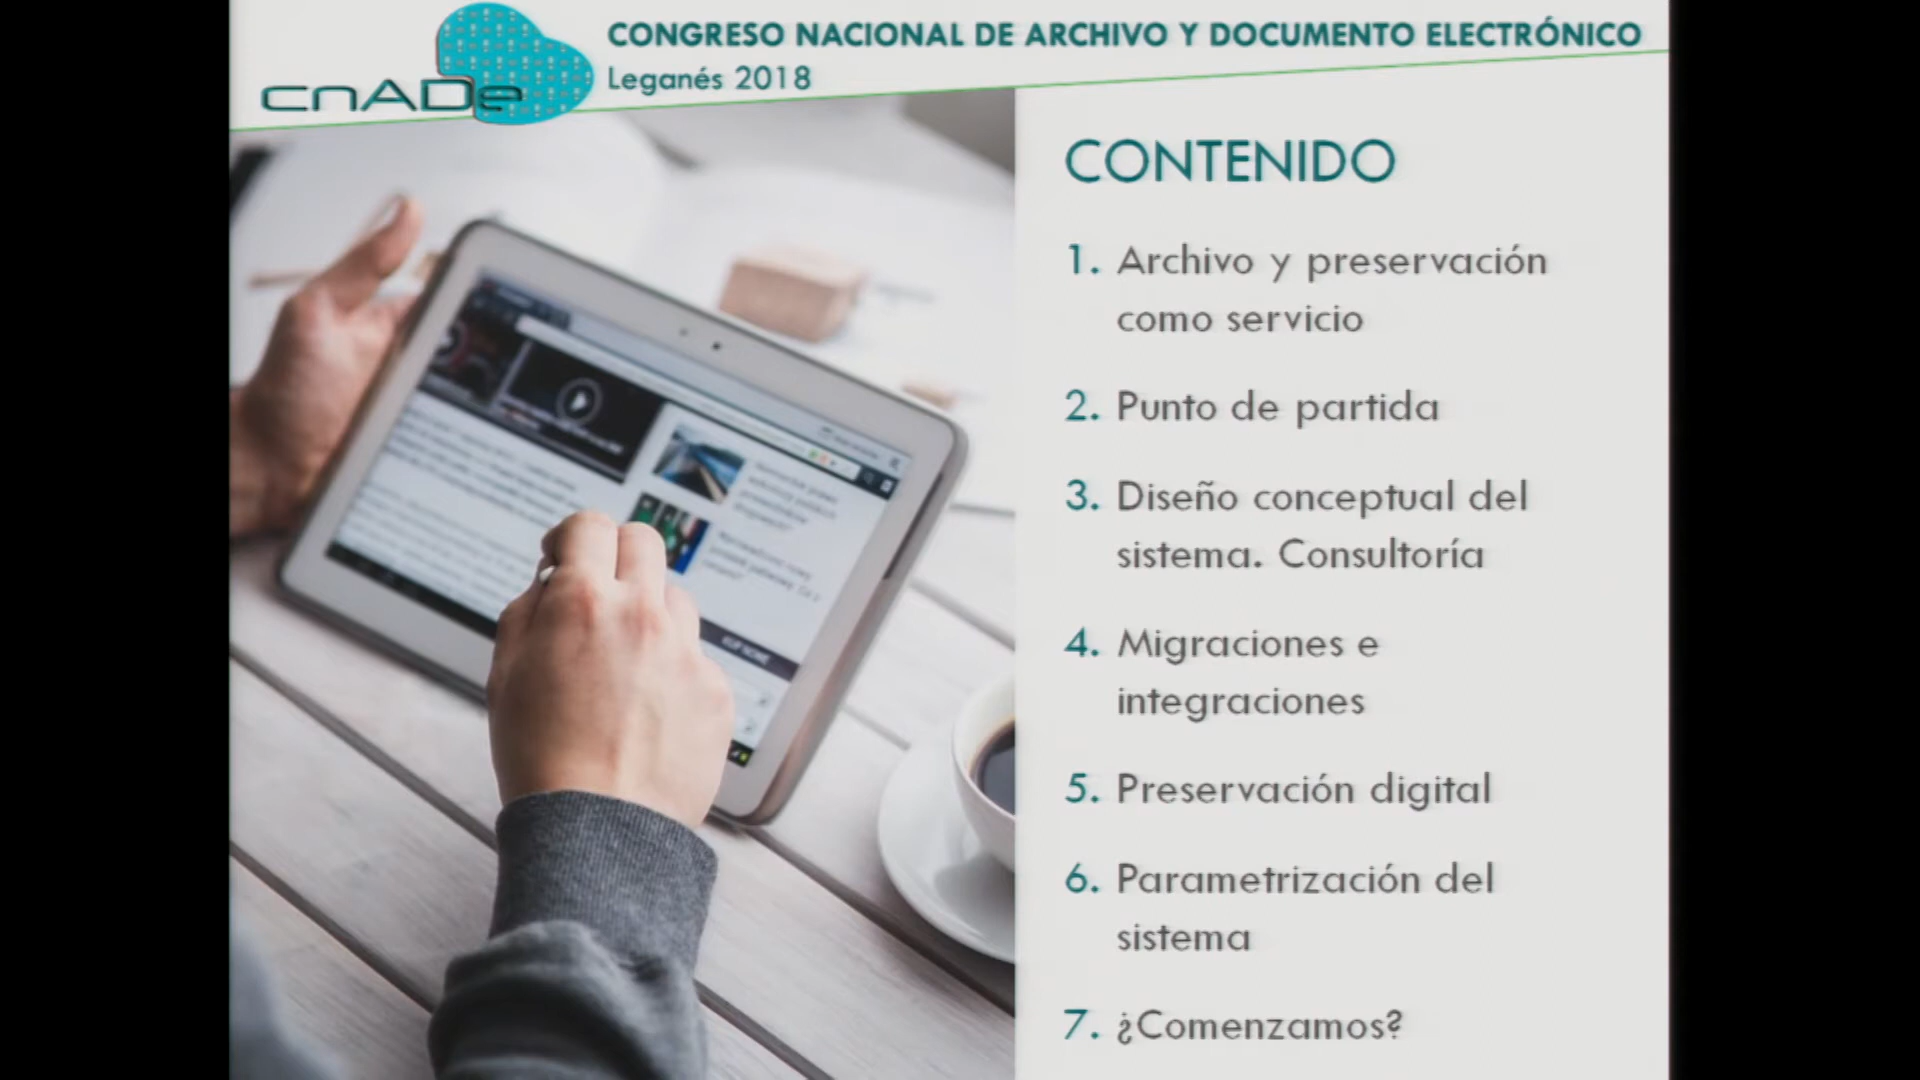 CONGRESO NACIONAL DE ARCHIVO Y DOCUMENTO ELECTRÓNICO
cnADe
Leganés 2018
CONTENIDO
1. Archivo y preservación
como servicio
2. Punto de partida
3. Diseño conceptual del
sistema. Consultoría
4. Migraciones e
integraciones
5. Preservación digital
6. Parametrización del
sistema
7. ¿Comenzamos?